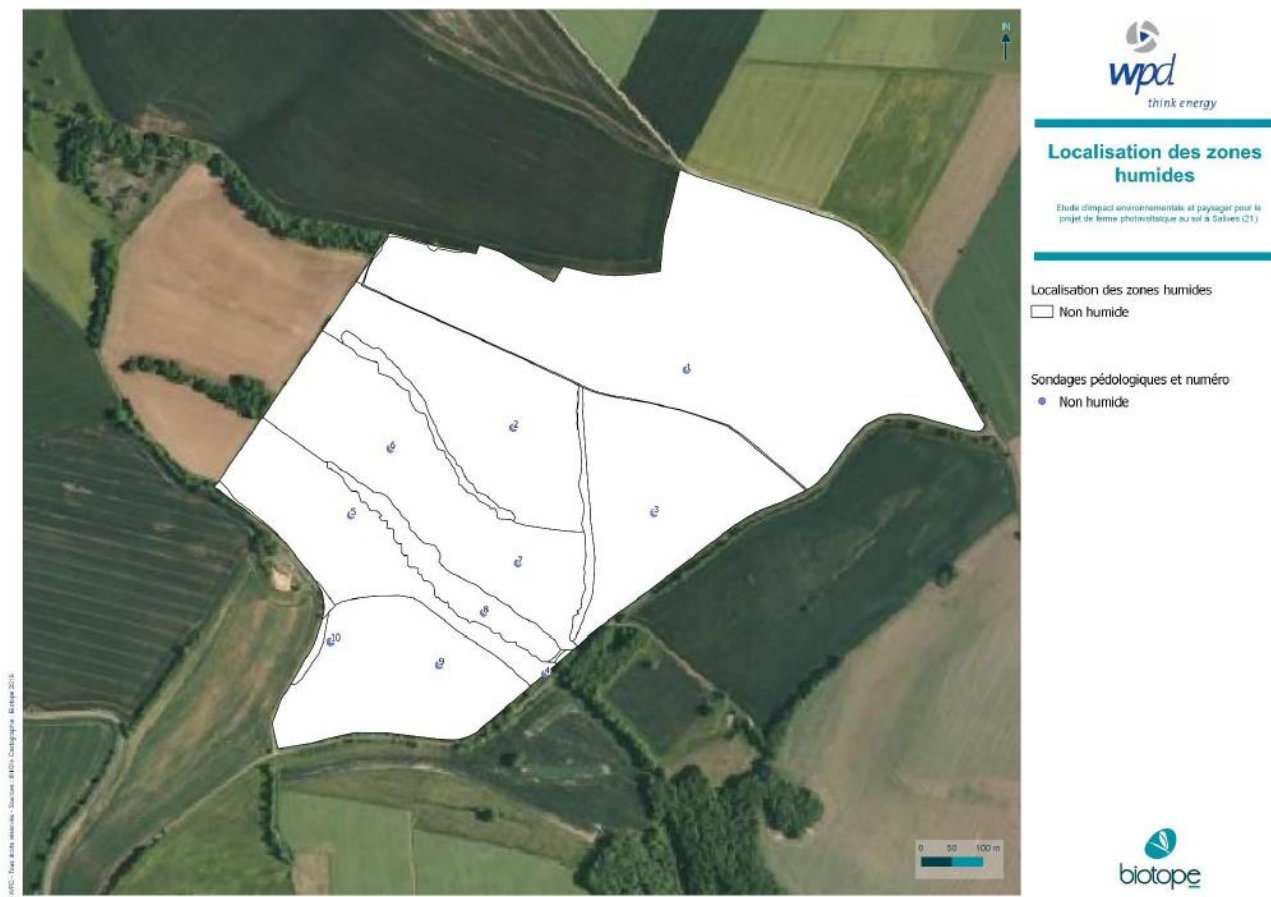 N
wpd
think energy
Localisation des zones
humides
Etude d'impact environnementale et paysager pour le
projet de ferme photovoltaïque au sol à Salives (21)
Localisation des zones humides
Non humide
Sondages pédologiques et numéro
Non humide
1
2
6
5
3
7
8
10
9
4
0 50 100 m
biotope